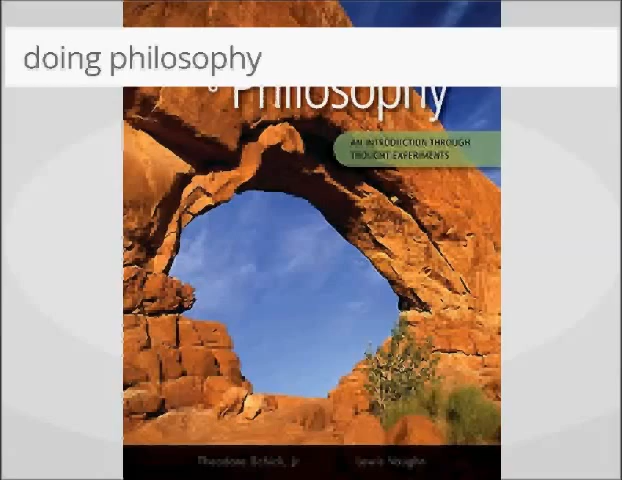 doing philosophy
Philosophy
AN INTRODUCTION THROUGH
THOUGHT EXPERIMENTS
Theodore Schick, Jr.
Lewis Vaughn